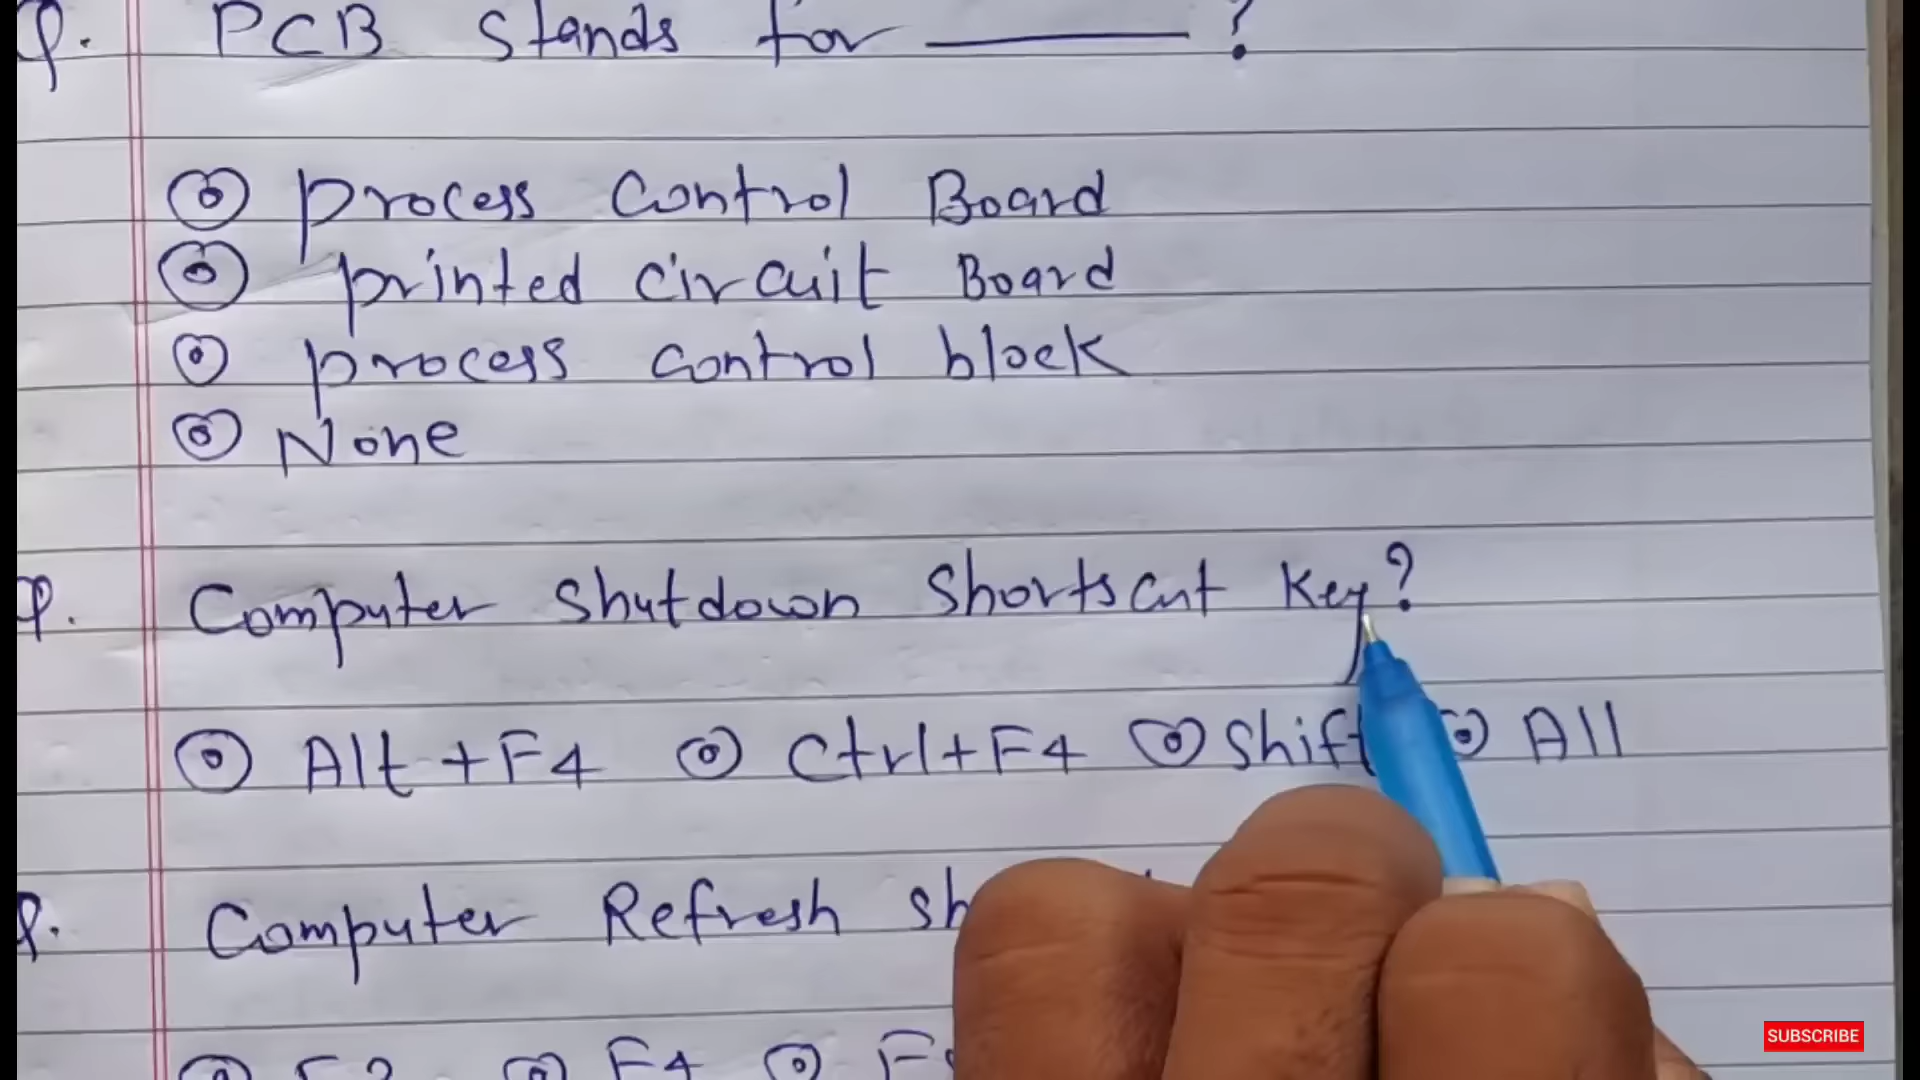 Q. PCB stands for ______?
process control Board
printed circuit Board
process control block
None
Q. Computer shutdown shortscut key?
Alt+F4 Ctrl+F4 Shift All
Q. Computer Refresh
F4
SUBSCRIBE